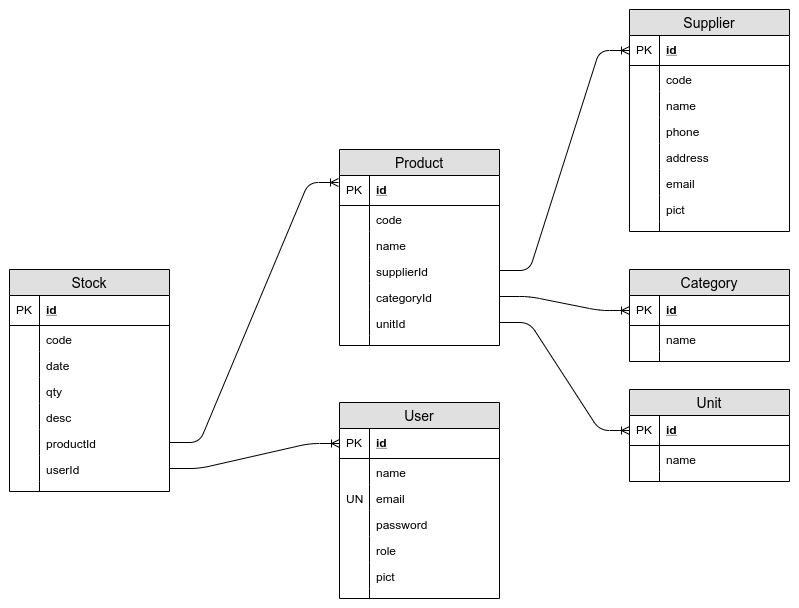 Supplier
PK id
code
name
phone
address
email
pict
Product
PK id
code
name
supplierId
categoryId
unitId
Stock
PK id
code
date
qty
desc
productId
userId
Category
PK id
name
Unit
PK id
name
User
PK id
name
UN email
password
role
pict